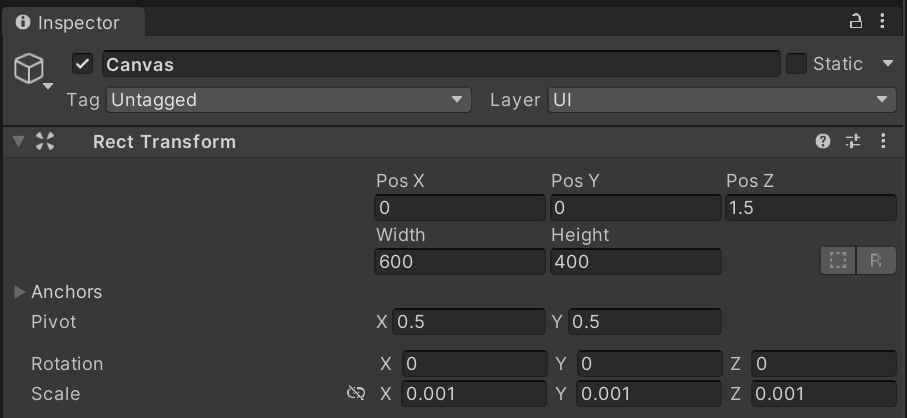 Inspector
Canvas Static
Tag Untagged Layer UI
Rect Transform
Pos X Pos Y Pos Z
0 0 1.5
Width Height
600 400 R
Anchors
Pivot X 0.5 Y 0.5
Rotation X 0 Y 0 Z 0
Scale X 0.001 Y 0.001 Z 0.001